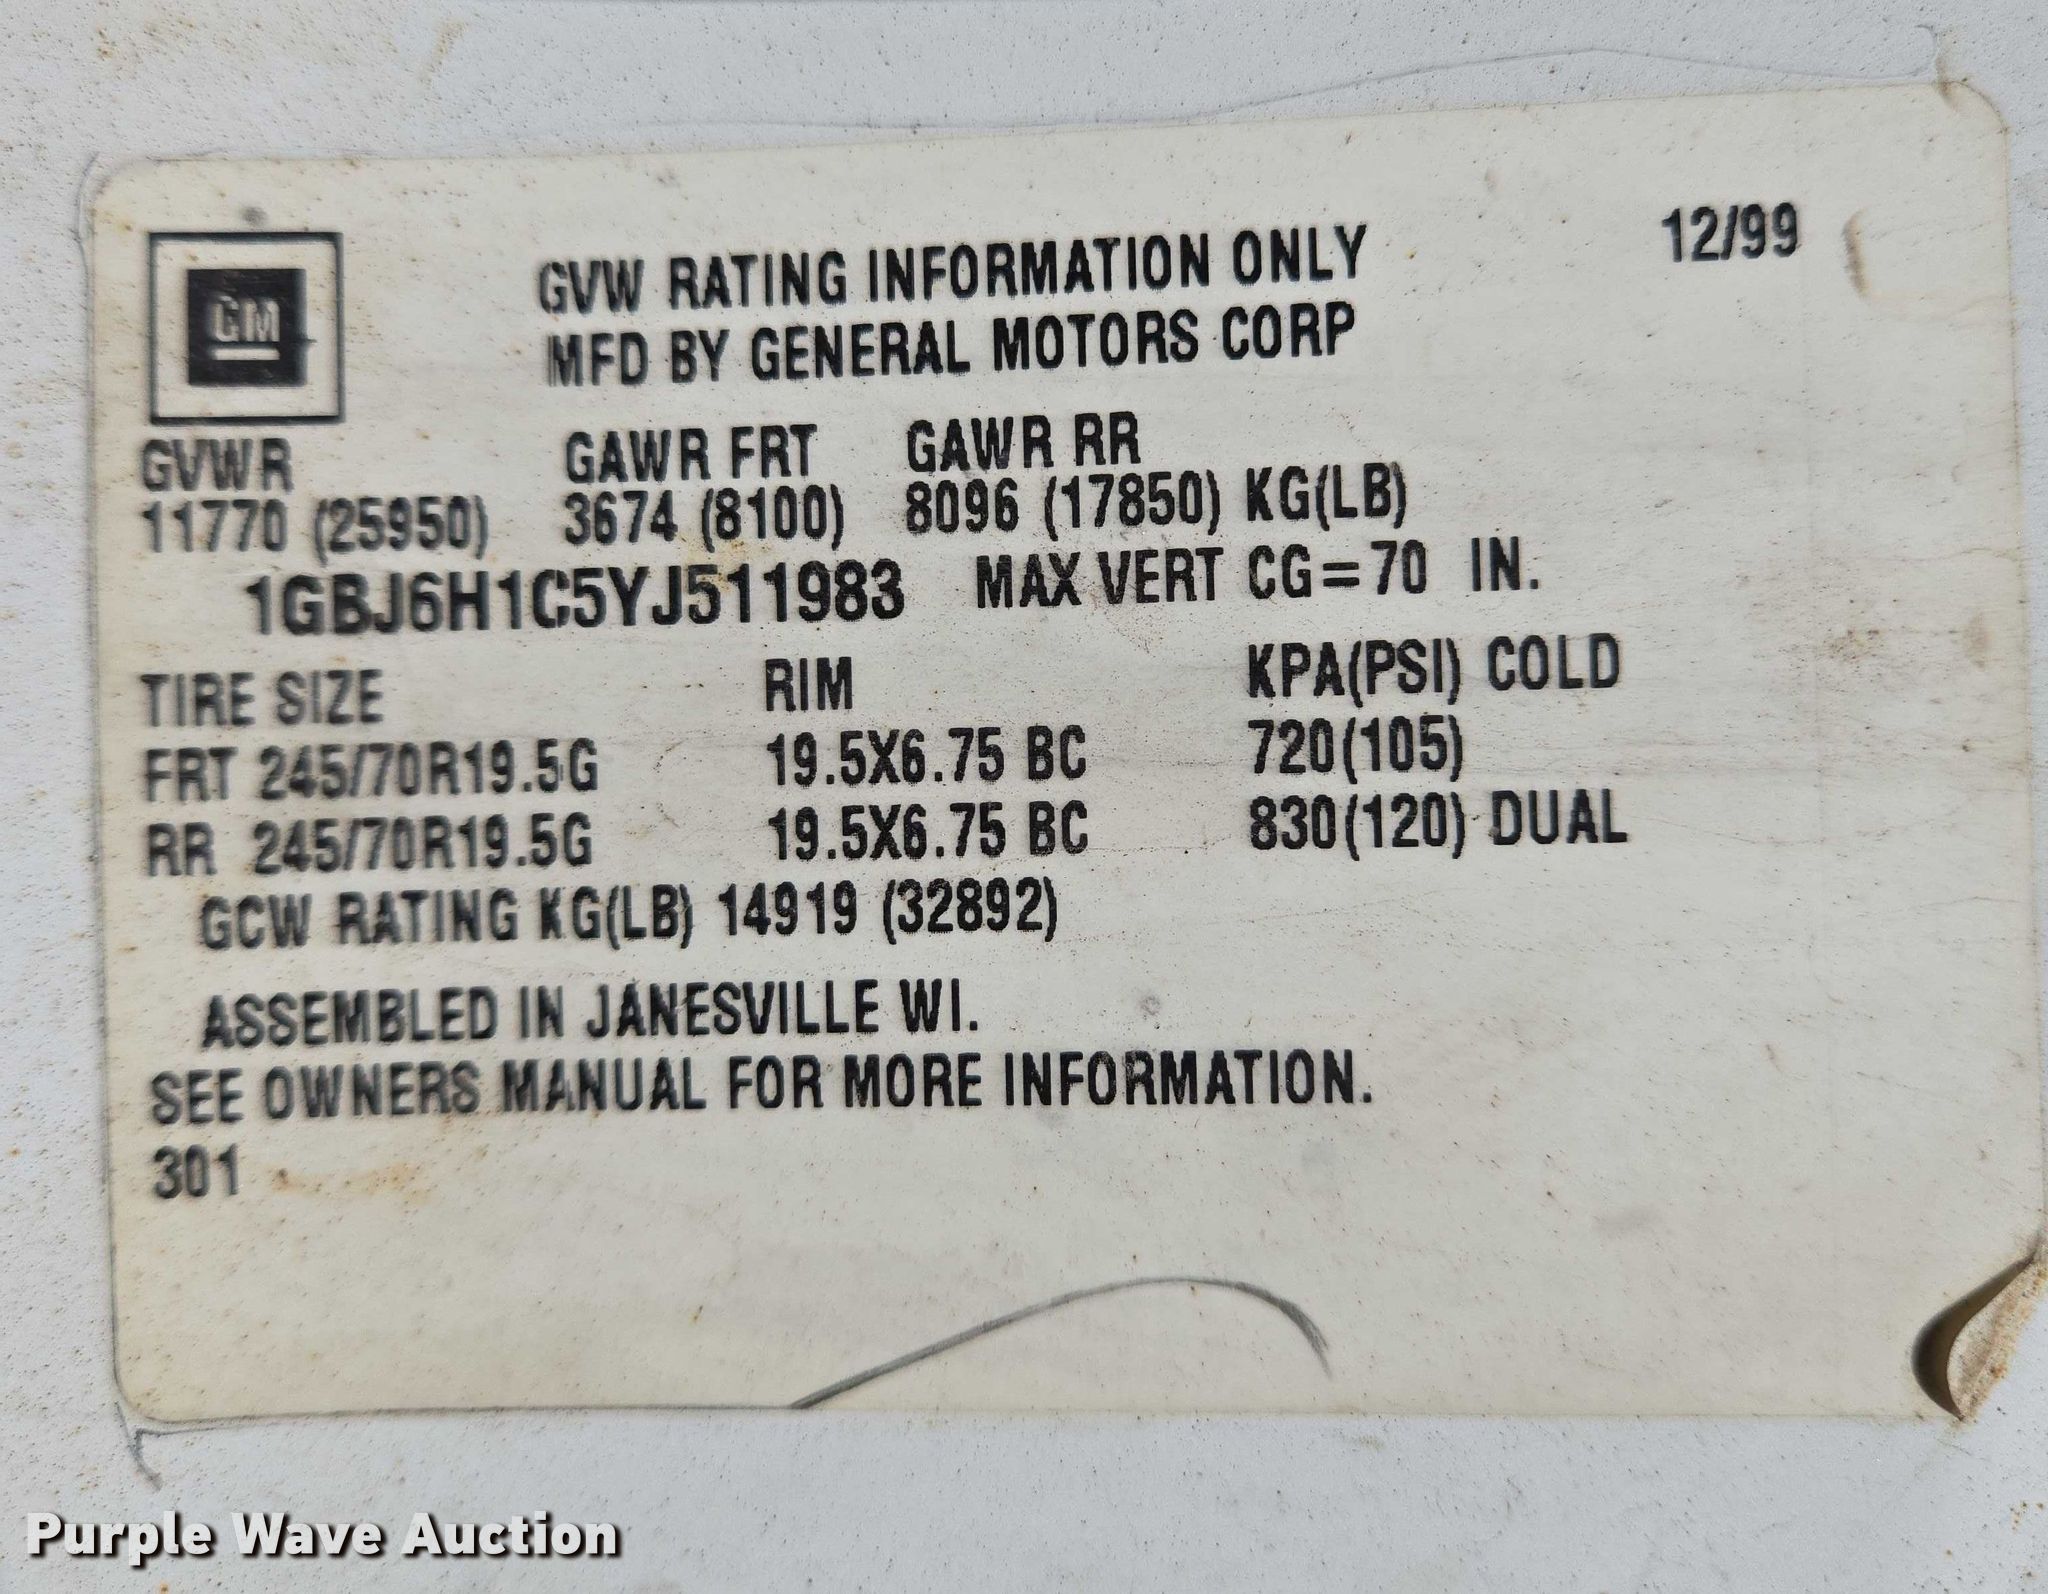 12/99
GM
GVW RATING INFORMATION ONLY
MFD BY GENERAL MOTORS CORP
GVWR GAWR FRT GAWR RR
11770 (25950) 3674 (8100) 8096 (17850) KG(LB)
1GBJ6H1C5YJ511983 MAX VERT CG=70 IN.
TIRE SIZE RIM KPA(PSI) COLD
FRT 245/70R19.5G 19.5X6.75 BC 720(105)
RR 245/70R19.5G 19.5X6.75 BC 830(120) DUAL
GCW RATING KG(LB) 14919 (32892)
ASSEMBLED IN JANESVILLE WI.
SEE OWNERS MANUAL FOR MORE INFORMATION.
301
Purple Wave Auction